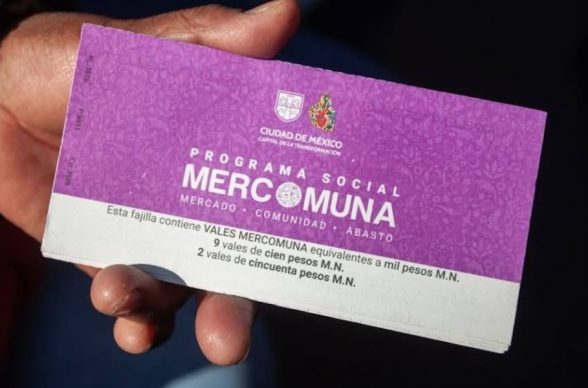 CIUDAD DE MÉXICO
CAPITAL DE LA TRANSFORMACIÓN
PROGRAMA SOCIAL
MERCOMUNA
MERCADO · COMUNIDAD · ABASTO
Esta fajilla contiene VALES MERCOMUNA equivalentes a mil pesos M.N.
9 vales de cien pesos M.N.
2 vales de cincuenta pesos M.N.